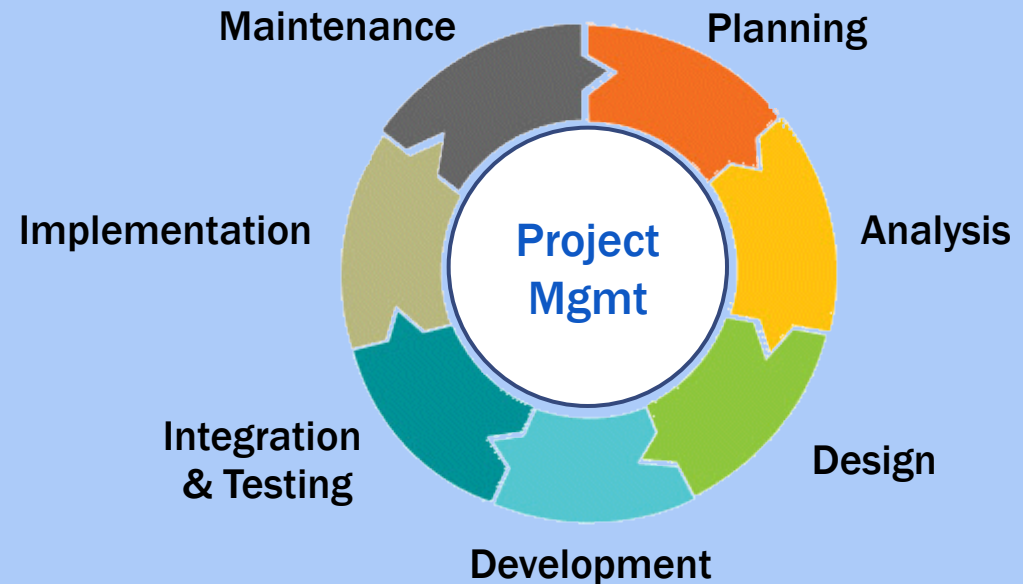 Maintenance
Planning
Implementation
Project
Mgmt
Analysis
Integration
& Testing
Design
Development